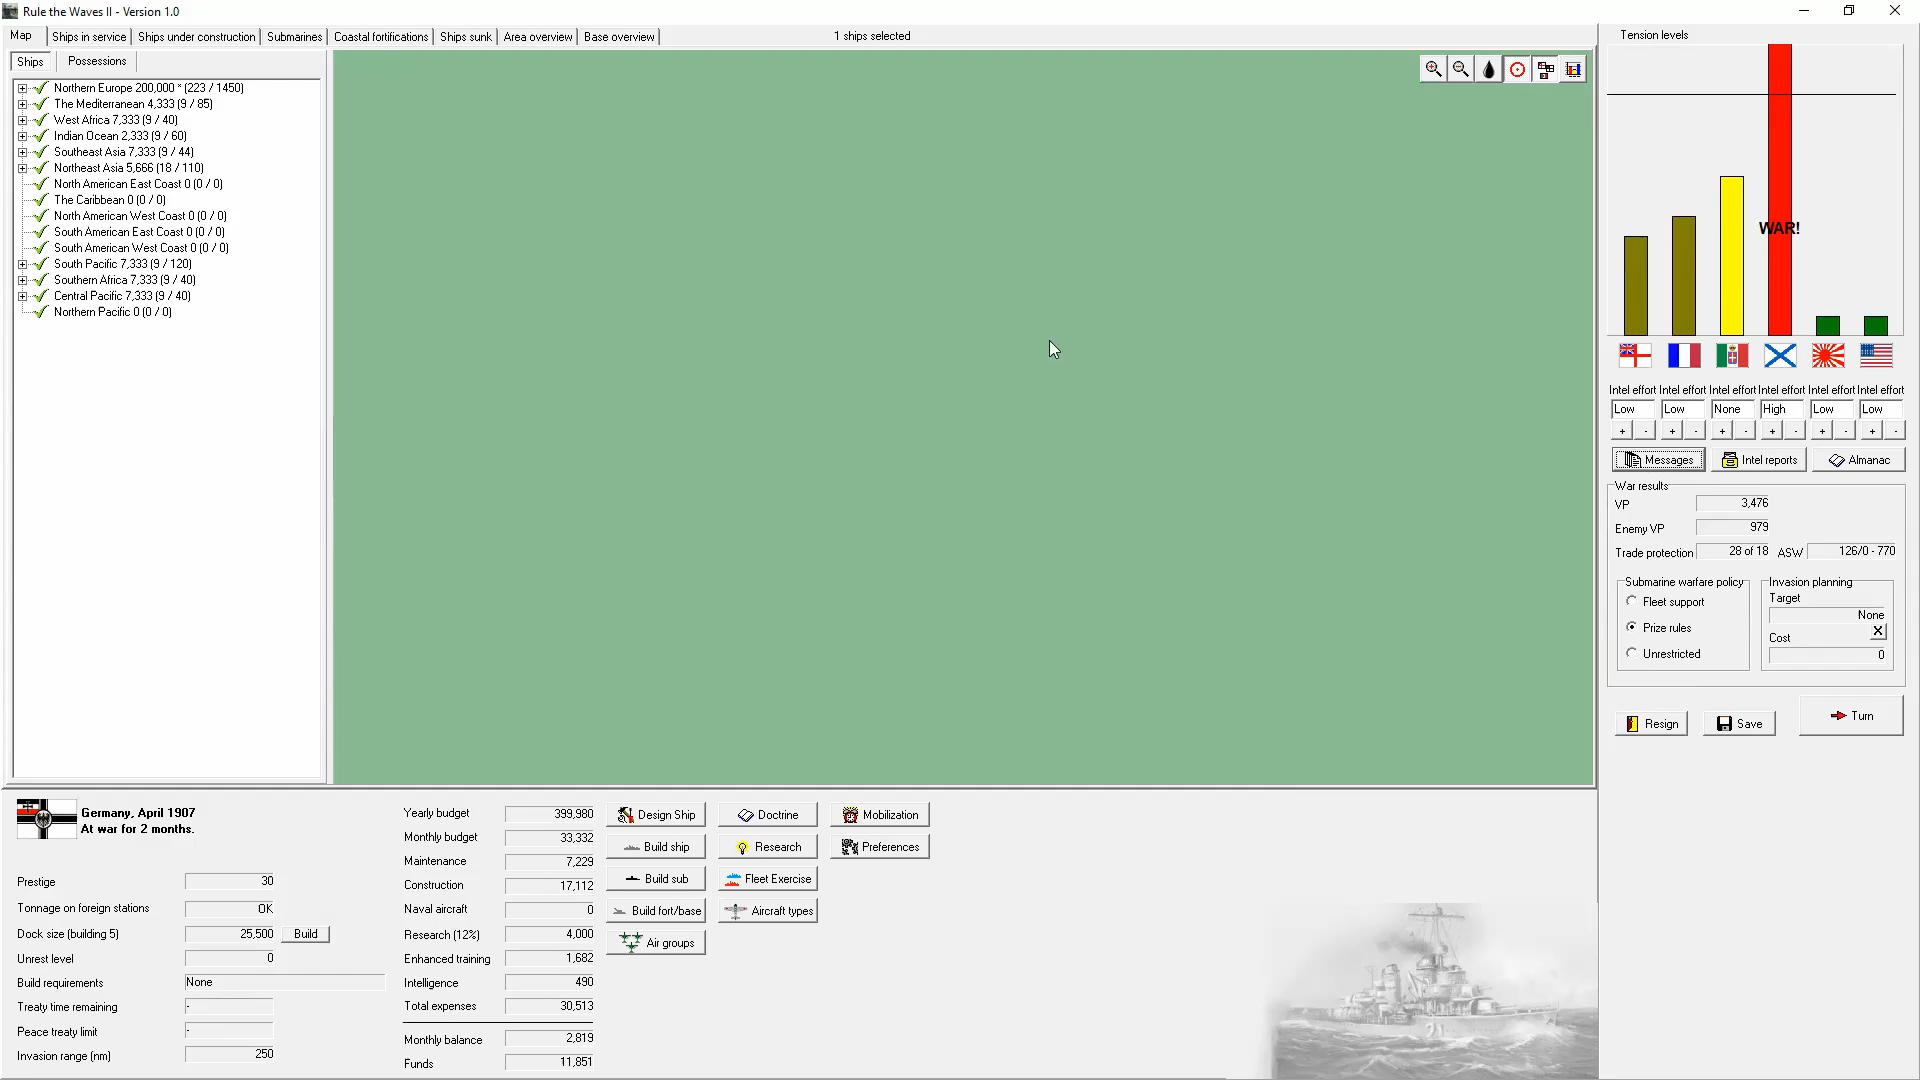 Rule the Waves II - Version 1.0
Map
Ships in service
Ships under construction
Submarines
Coastal fortifications
Ships sunk
Area overview
Base overview
1 ships selected
Ships
Possessions
Northern Europe 200,000 * (223 / 1450)
The Mediterranean 4,333 (9 / 85)
West Africa 7,333 (9 / 40)
Indian Ocean 2,333 (9 / 60)
Southeast Asia 7,333 (9 / 44)
Northeast Asia 5,666 (18 / 110)
North American East Coast 0 (0 / 0)
The Caribbean 0 (0 / 0)
North American West Coast 0 (0 / 0)
South American East Coast 0 (0 / 0)
South American West Coast 0 (0 / 0)
South Pacific 7,333 (9 / 120)
Southern Africa 7,333 (9 / 40)
Central Pacific 7,333 (9 / 40)
Northern Pacific 0 (0 / 0)
Tension levels
WAR!
Intel effort Intel effort Intel effort Intel effort Intel effort Intel effort
Low Low None High Low Low
+ - + - + - + - + - + -
Messages Intel reports Almanac
War results
VP 3,476
Enemy VP 979
Trade protection 28 of 18 ASW 126/0 - 770
Submarine warfare policy
Fleet support
Prize rules
Unrestricted
Invasion planning
Target
None
Cost X
0
Resign Save Turn
Germany, April 1907
At war for 2 months.
Prestige 30
Tonnage on foreign stations OK
Dock size (building 5) 25,500 Build
Unrest level 0
Build requirements None
Treaty time remaining -
Peace treaty limit -
Invasion range (nm) 250
Yearly budget 399,980
Monthly budget 33,332
Maintenance 7,229
Construction 17,112
Naval aircraft 0
Research (12%) 4,000
Enhanced training 1,682
Intelligence 490
Total expenses 30,513
Monthly balance 2,819
Funds 11,851
Design Ship Doctrine Mobilization
Build ship Research Preferences
Build sub Fleet Exercise
Build fort/base Aircraft types
Air groups